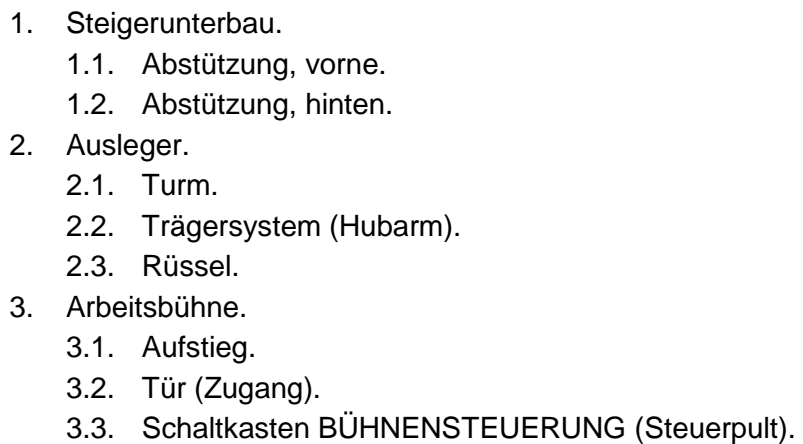 1. Steigerunterbau.
1.1. Abstützung, vorne.
1.2. Abstützung, hinten.
2. Ausleger.
2.1. Turm.
2.2. Trägersystem (Hubarm).
2.3. Rüssel.
3. Arbeitsbühne.
3.1. Aufstieg.
3.2. Tür (Zugang).
3.3. Schaltkasten BÜHNENSTEUERUNG (Steuerpult).